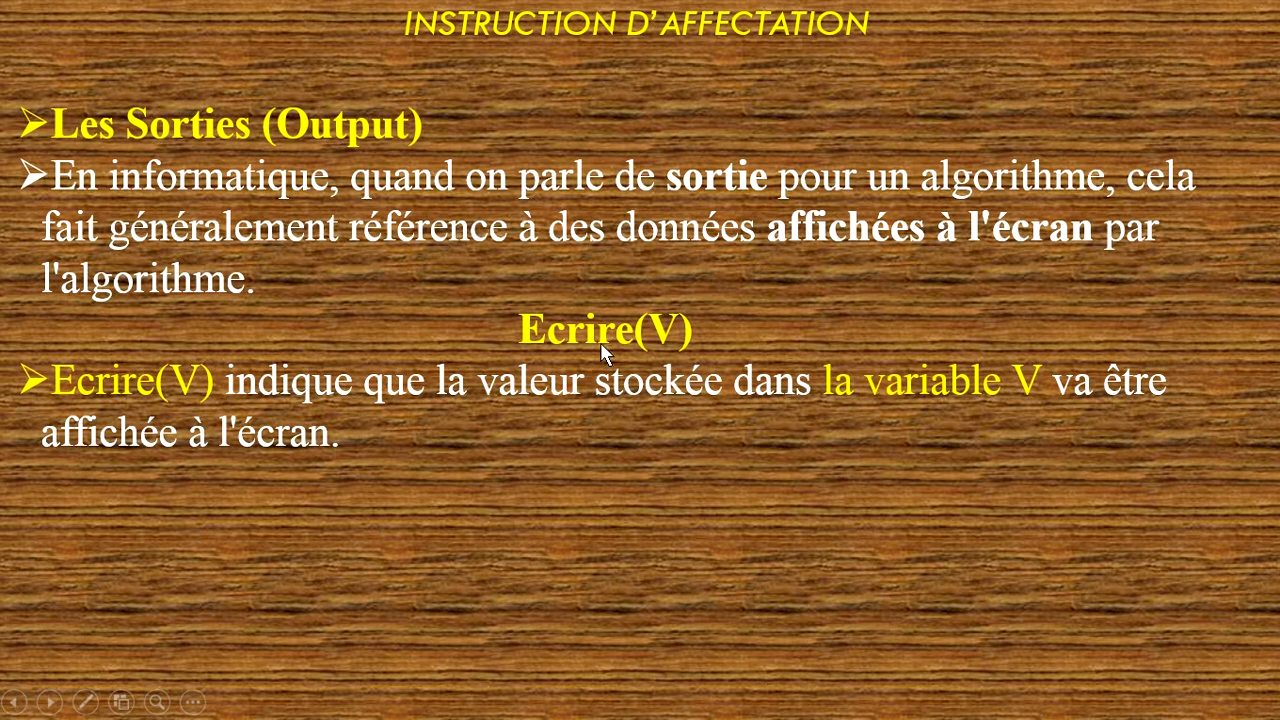 INSTRUCTION D’AFFECTATION
➢Les Sorties (Output)
➢En informatique, quand on parle de sortie pour un algorithme, cela
fait généralement référence à des données affichées à l'écran par
l'algorithme.
Ecrire(V)
➢Ecrire(V) indique que la valeur stockée dans la variable V va être
affichée à l'écran.